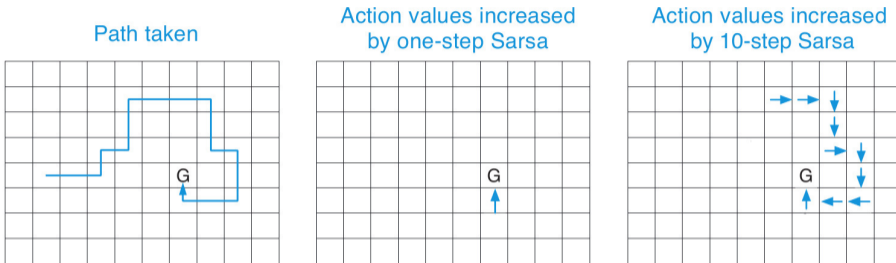 Path taken
Action values increased
by one-step Sarsa
Action values increased
by 10-step Sarsa
G
G
G